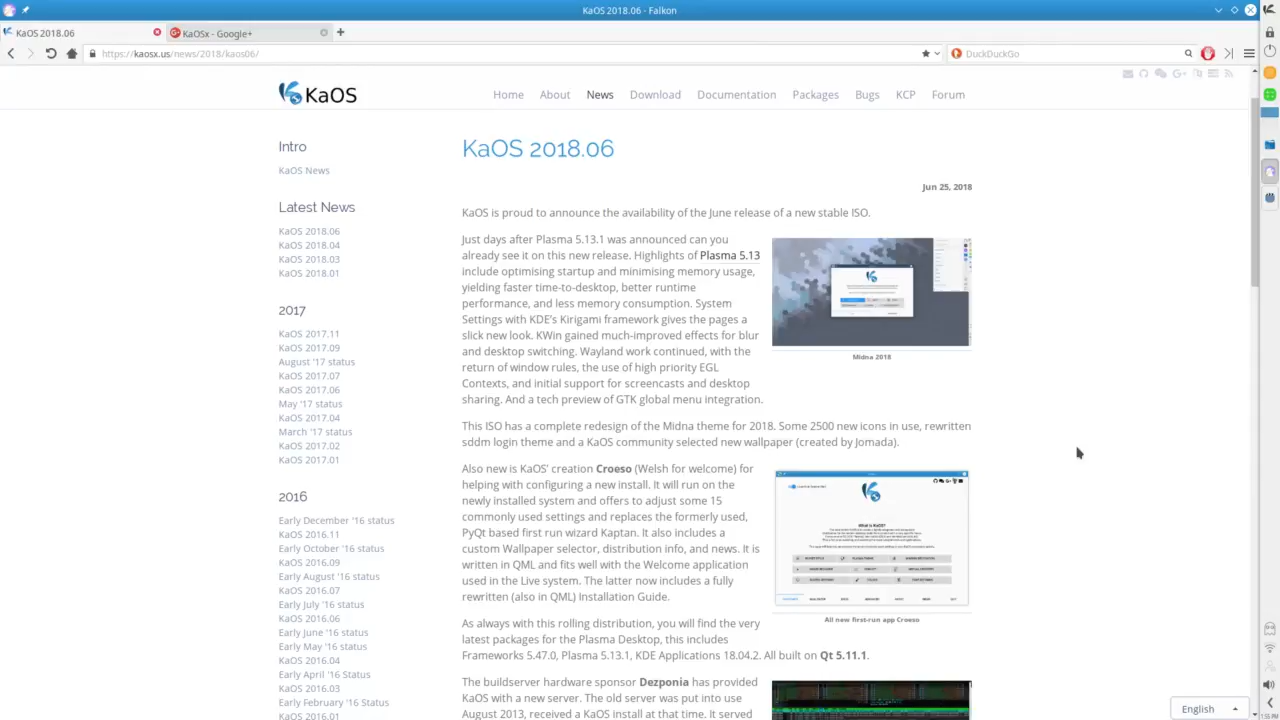 KaOS 2018.06 - Falkon
KaOS 2018.06
KaOSx - Google+
https://kaosx.us/news/2018/kaos06/
DuckDuckGo
KaOS
Home About News Download Documentation Packages Bugs KCP Forum
Intro
KaOS News
Latest News
KaOS 2018.06
KaOS 2018.04
KaOS 2018.03
KaOS 2018.01
2017
KaOS 2017.11
KaOS 2017.09
August '17 status
KaOS 2017.07
KaOS 2017.06
May '17 status
KaOS 2017.04
March '17 status
KaOS 2017.02
KaOS 2017.01
2016
Early December '16 status
KaOS 2016.11
Early October '16 status
KaOS 2016.09
Early August '16 status
KaOS 2016.07
Early July '16 status
KaOS 2016.06
Early June '16 status
Early May '16 status
KaOS 2016.04
Early April '16 Status
KaOS 2016.03
Early February '16 Status
KaOS 2016.01
KaOS 2018.06
Jun 25, 2018
KaOS is proud to announce the availability of the June release of a new stable ISO.
Just days after Plasma 5.13.1 was announced can you
already see it on this new release. Highlights of Plasma 5.13
include optimising startup and minimising memory usage,
yielding faster time-to-desktop, better runtime
performance, and less memory consumption. System
Settings with KDE's Kirigami framework gives the pages a
slick new look. KWin gained much-improved effects for blur
and desktop switching. Wayland work continued, with the
return of window rules, the use of high priority EGL
Contexts, and initial support for screencasts and desktop
sharing. And a tech preview of GTK global menu integration.
Midna 2018
This ISO has a complete redesign of the Midna theme for 2018. Some 2500 new icons in use, rewritten
sddm login theme and a KaOS community selected new wallpaper (created by Jomada).
Also new is KaOS' creation Croeso (Welsh for welcome) for
helping with configuring a new install. It will run on the
newly installed system and offers to adjust some 15
commonly used settings and replaces the formerly used,
PyQt based first run wizard Kaptan. It also includes a
custom Wallpaper selector, distribution info, and news. It is
written in QML and fits well with the welcome application
used in the Live system. The latter now includes a fully
rewritten (also in QML) Installation Guide.
What is KaOS?
All new first-run app Croeso
As always with this rolling distribution, you will find the very
latest packages for the Plasma Desktop, this includes
Frameworks 5.47.0, Plasma 5.13.1, KDE Applications 18.04.2. All built on Qt 5.11.1.
The buildserver hardware sponsor Dezponia has provided
KaOS with a new server. The old server was put into use
August 2013, meaning KaOS used that time. It served
English